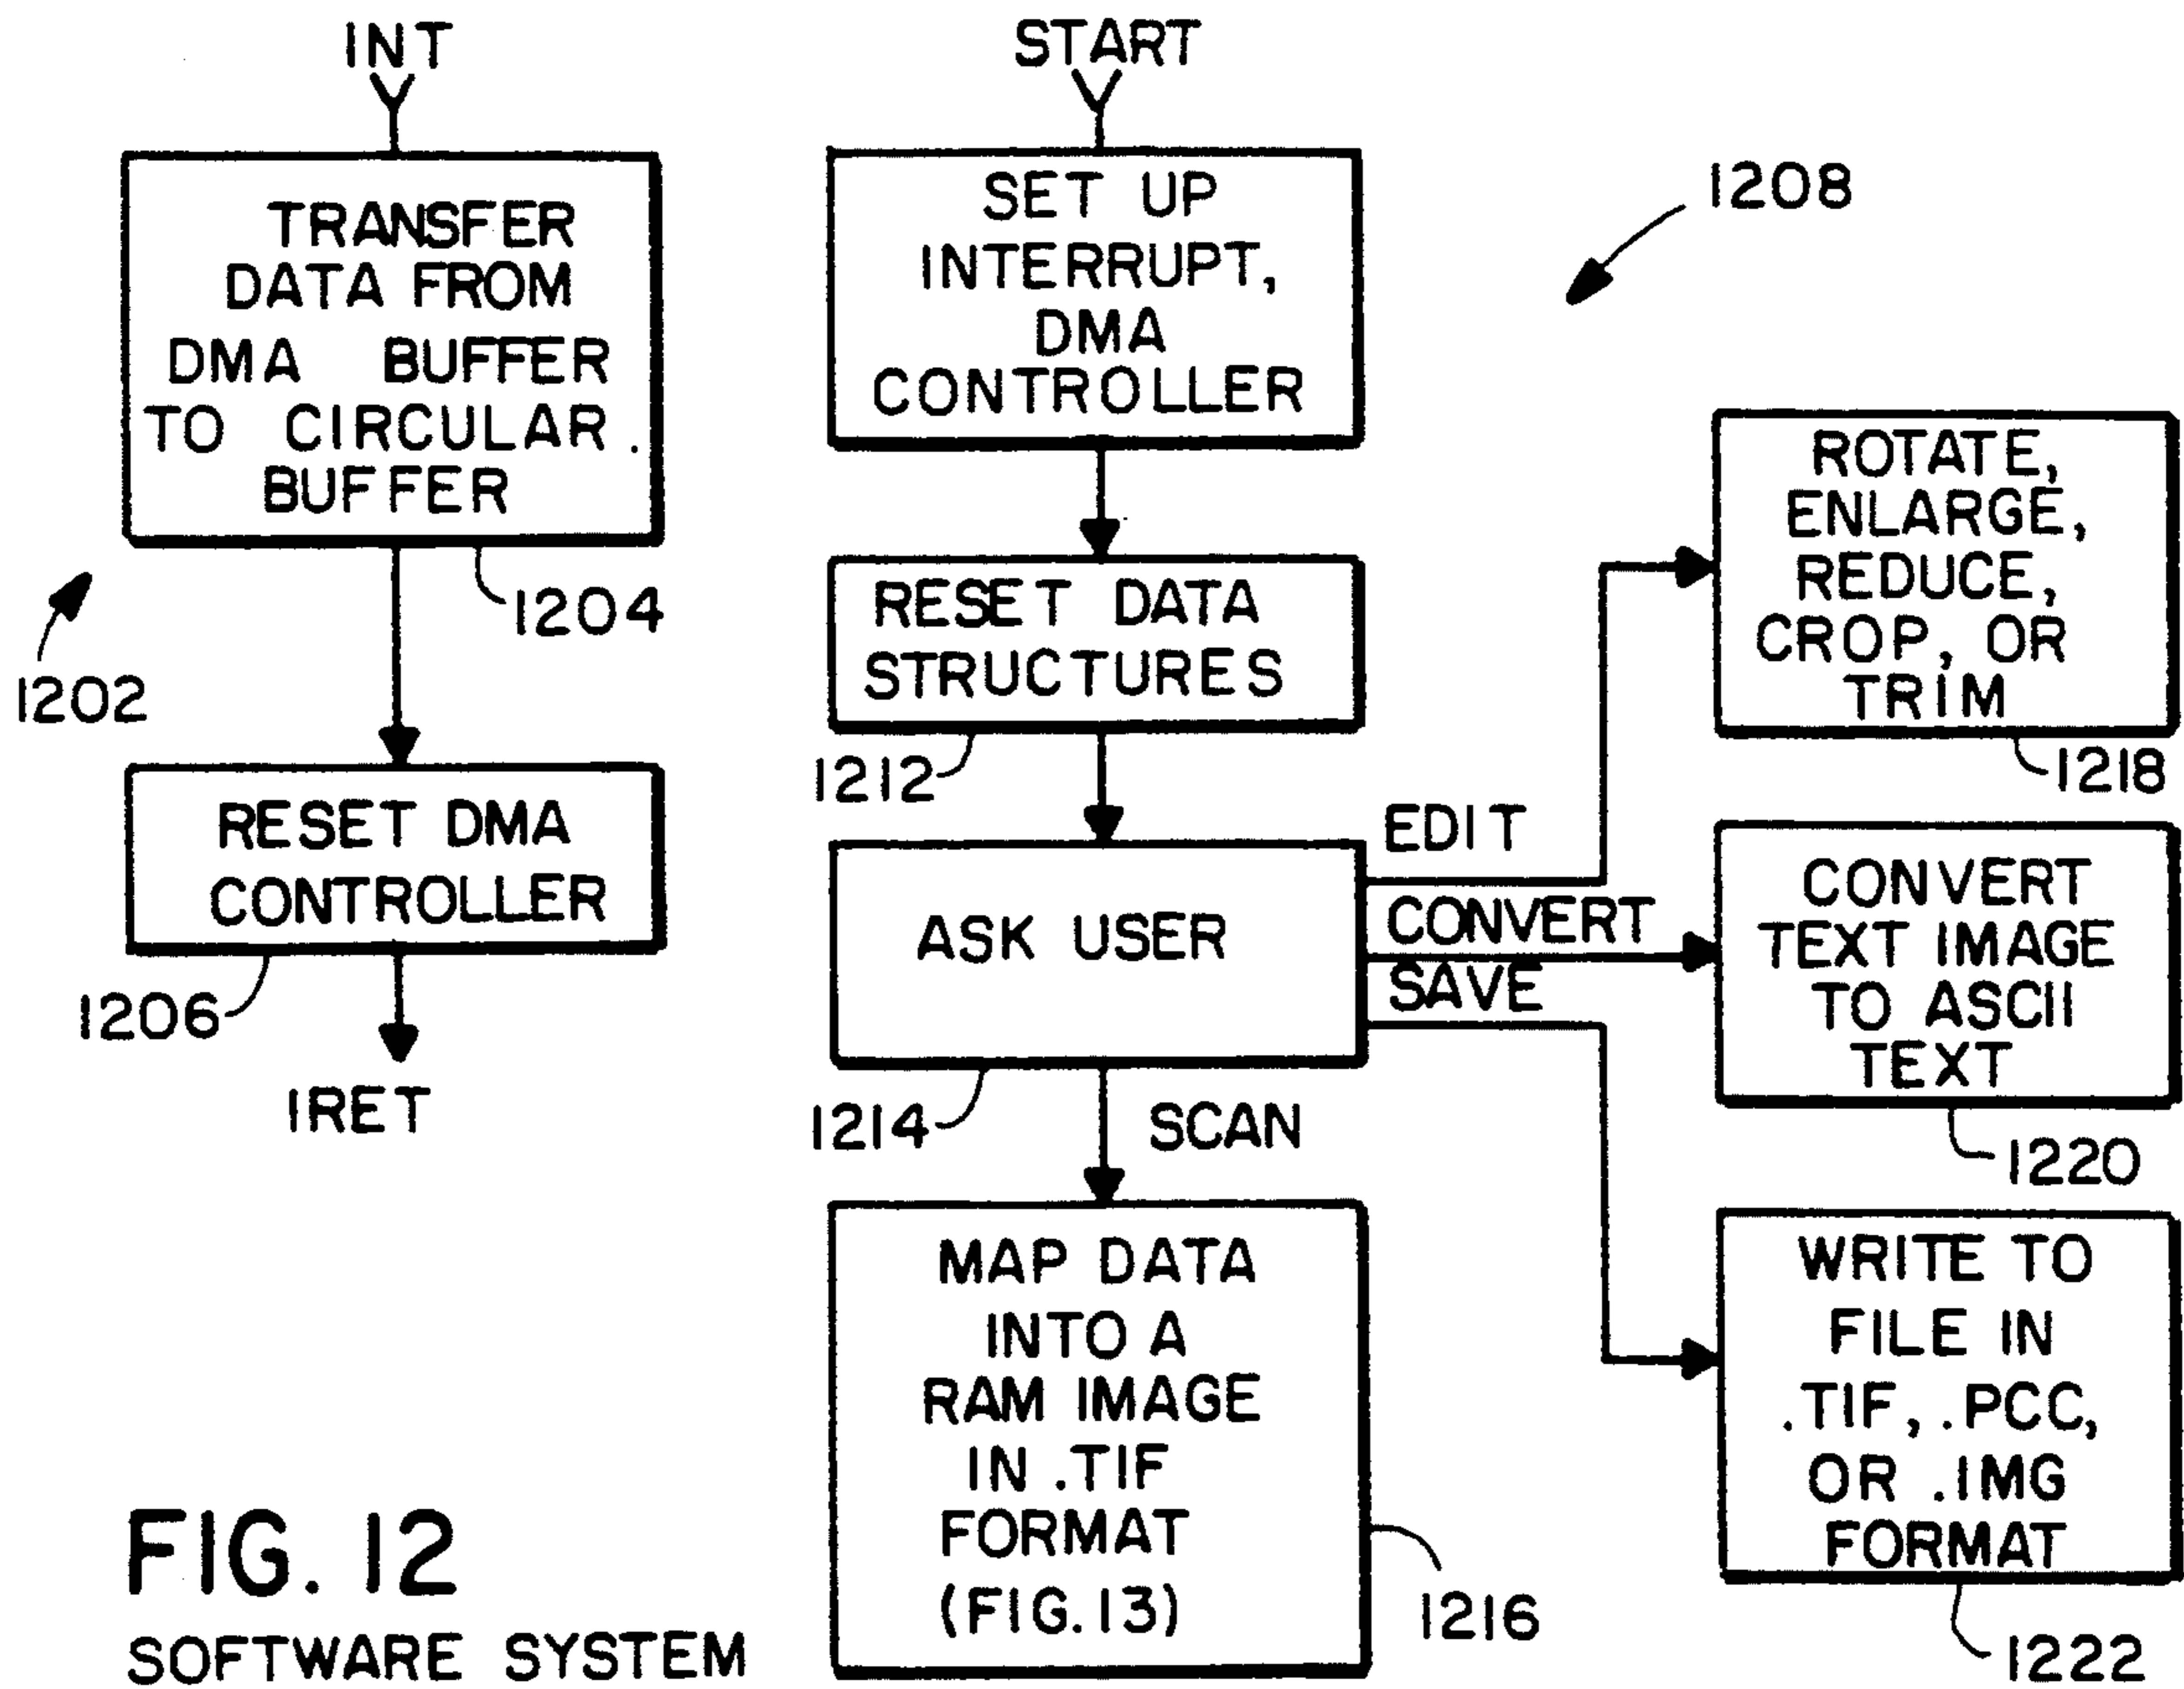 INT
TRANSFER
DATA FROM
DMA BUFFER
TO CIRCULAR
BUFFER
1204
1202
RESET DMA
CONTROLLER
1206
IRET
START
SET UP
INTERRUPT,
DMA
CONTROLLER
1208
RESET DATA
STRUCTURES
1212
ASK USER
1214
EDIT
CONVERT
SAVE
SCAN
MAP DATA
INTO A
RAM IMAGE
IN .TIF
FORMAT
(FIG. 13)
1216
ROTATE,
ENLARGE,
REDUCE,
CROP, OR
TRIM
1218
CONVERT
TEXT IMAGE
TO ASCII
TEXT
1220
WRITE TO
FILE IN
.TIF, .PCC,
OR .IMG
FORMAT
1222
FIG. 12
SOFTWARE SYSTEM